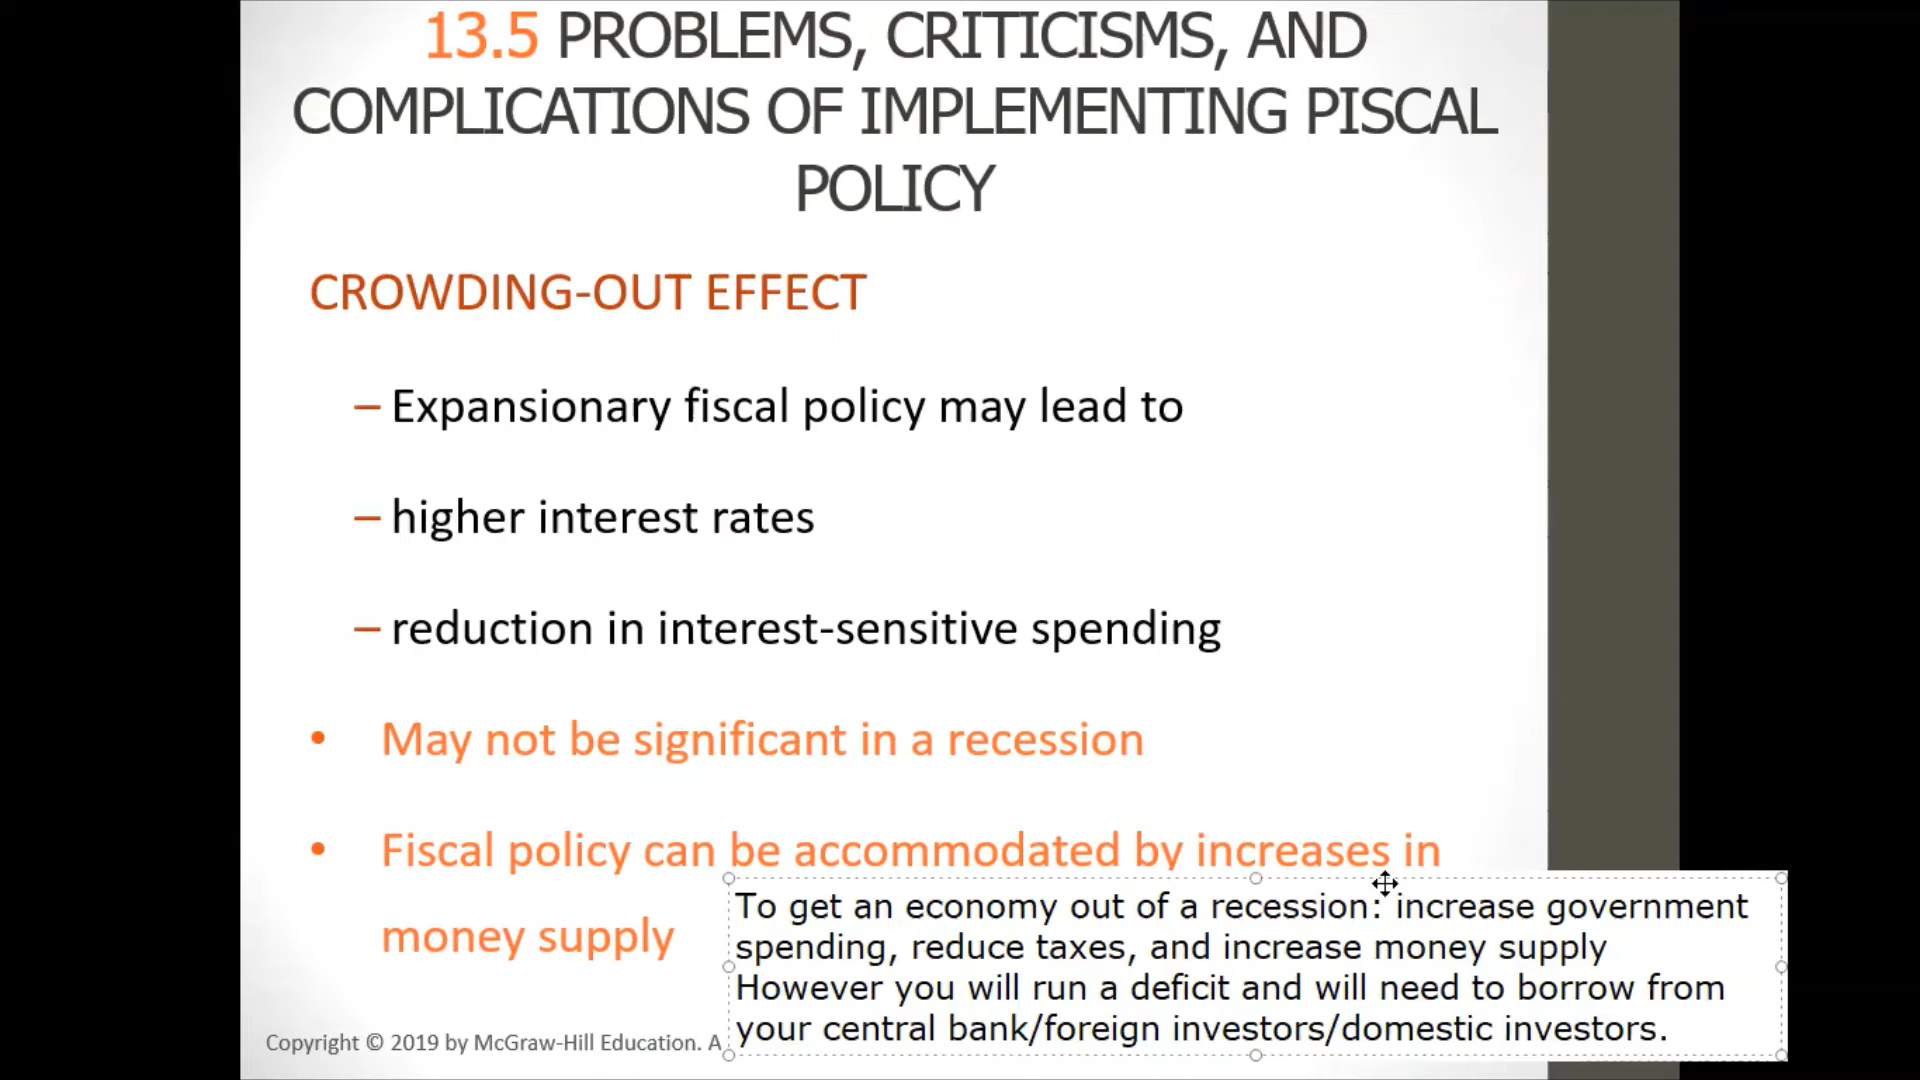 13.5 PROBLEMS, CRITICISMS, AND
COMPLICATIONS OF IMPLEMENTING PISCAL
POLICY
CROWDING-OUT EFFECT
– Expansionary fiscal policy may lead to
– higher interest rates
– reduction in interest-sensitive spending
• May not be significant in a recession
• Fiscal policy can be accommodated by increases in
money supply
To get an economy out of a recession: increase government
spending, reduce taxes, and increase money supply
However you will run a deficit and will need to borrow from
your central bank/foreign investors/domestic investors.
Copyright © 2019 by McGraw-Hill Education. A